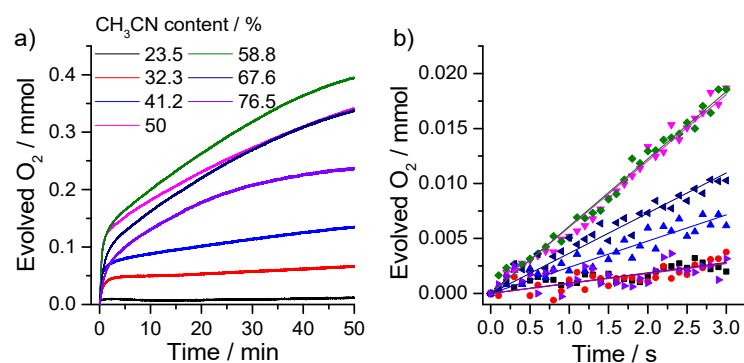 CH₃CN content / %
a)
23.5 58.8
32.3 67.6
41.2 76.5
50
Evolved O₂ / mmol
0.4
0.3
0.2
0.1
0.0
0 10 20 30 40 50
Time / min
b)
Evolved O₂ / mmol
0.020
0.015
0.010
0.005
0.000
0.0 0.5 1.0 1.5 2.0 2.5 3.0
Time / s